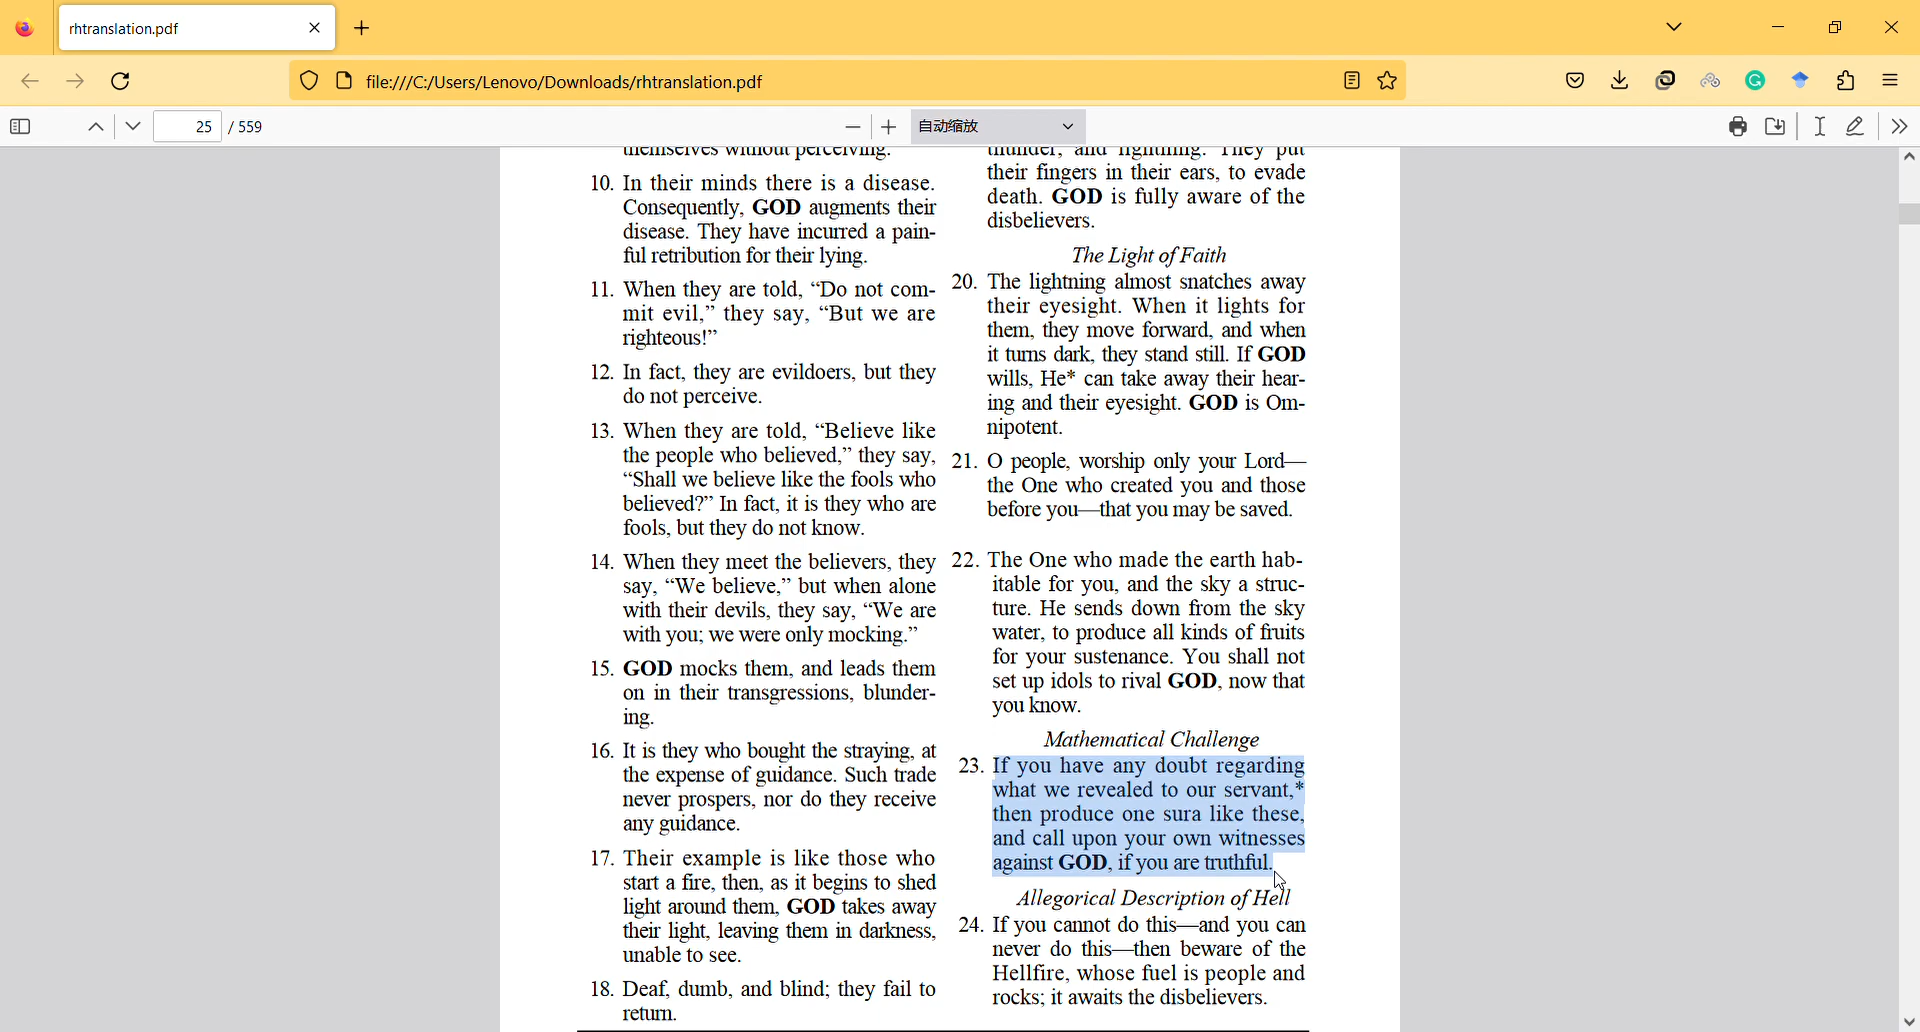 rhtranslation.pdf
file:///C:/Users/Lenovo/Downloads/rhtranslation.pdf
25 / 559
自动缩放
themselves without perceiving.
10. In their minds there is a disease.
Consequently, GOD augments their
disease. They have incurred a pain-
ful retribution for their lying.
11. When they are told, “Do not com-
mit evil,” they say, “But we are
righteous!”
12. In fact, they are evildoers, but they
do not perceive.
13. When they are told, “Believe like
the people who believed,” they say,
“Shall we believe like the fools who
believed?” In fact, it is they who are
fools, but they do not know.
14. When they meet the believers, they
say, “We believe,” but when alone
with their devils, they say, “We are
with you; we were only mocking.”
15. GOD mocks them, and leads them
on in their transgressions, blunder-
ing.
16. It is they who bought the straying, at
the expense of guidance. Such trade
never prospers, nor do they receive
any guidance.
17. Their example is like those who
start a fire, then, as it begins to shed
light around them, GOD takes away
their light, leaving them in darkness,
unable to see.
18. Deaf, dumb, and blind; they fail to
return.
thunder, and lightning. They put
their fingers in their ears, to evade
death. GOD is fully aware of the
disbelievers.
The Light of Faith
20. The lightning almost snatches away
their eyesight. When it lights for
them, they move forward, and when
it turns dark, they stand still. If GOD
wills, He* can take away their hear-
ing and their eyesight. GOD is Om-
nipotent.
21. O people, worship only your Lord—
the One who created you and those
before you—that you may be saved.
22. The One who made the earth hab-
itable for you, and the sky a struc-
ture. He sends down from the sky
water, to produce all kinds of fruits
for your sustenance. You shall not
set up idols to rival GOD, now that
you know.
Mathematical Challenge
23. If you have any doubt regarding
what we revealed to our servant,*
then produce one sura like these,
and call upon your own witnesses
against GOD, if you are truthful.
Allegorical Description of Hell
24. If you cannot do this—and you can
never do this—then beware of the
Hellfire, whose fuel is people and
rocks; it awaits the disbelievers.